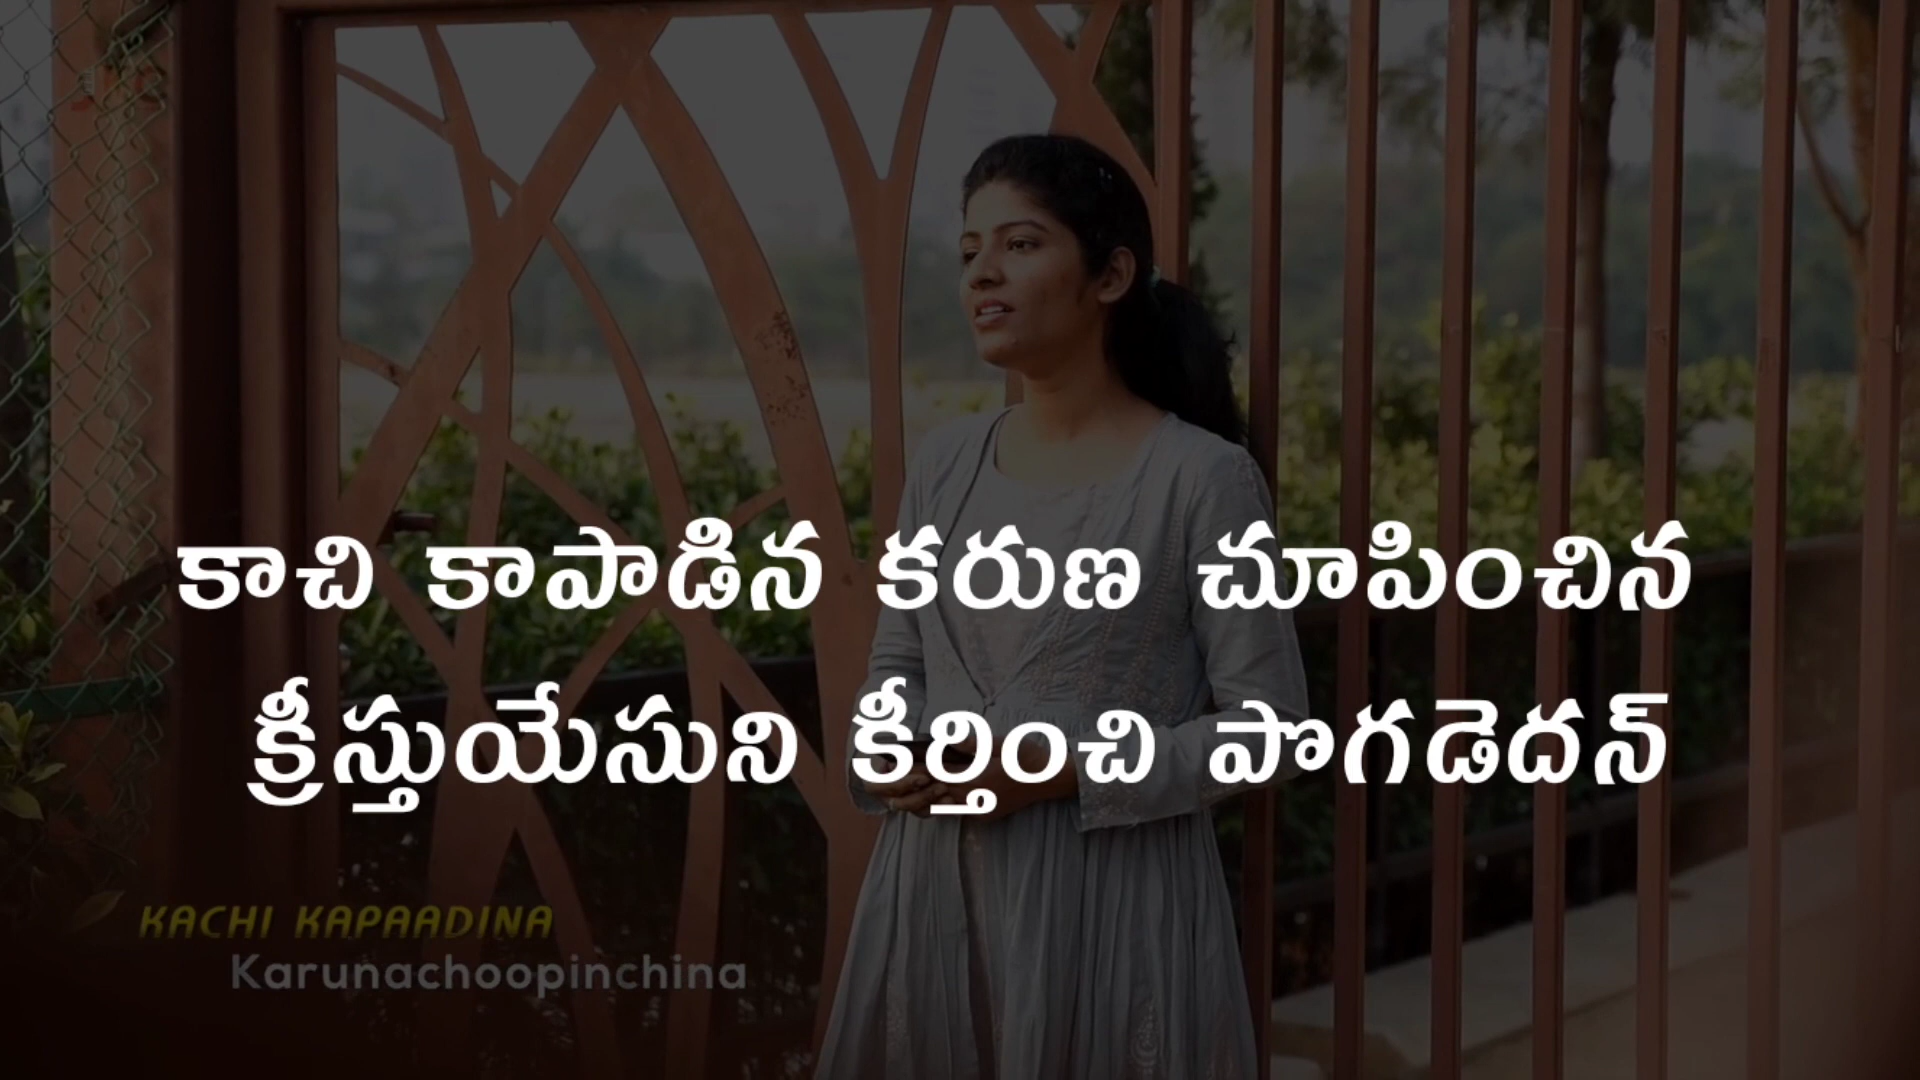 కాచి కాపాడిన కరుణ చూపించిన
క్రీస్తుయేసుని కీర్తించి పొగడెదన్
KACHI KAPAADINA
Karunachoopinchina